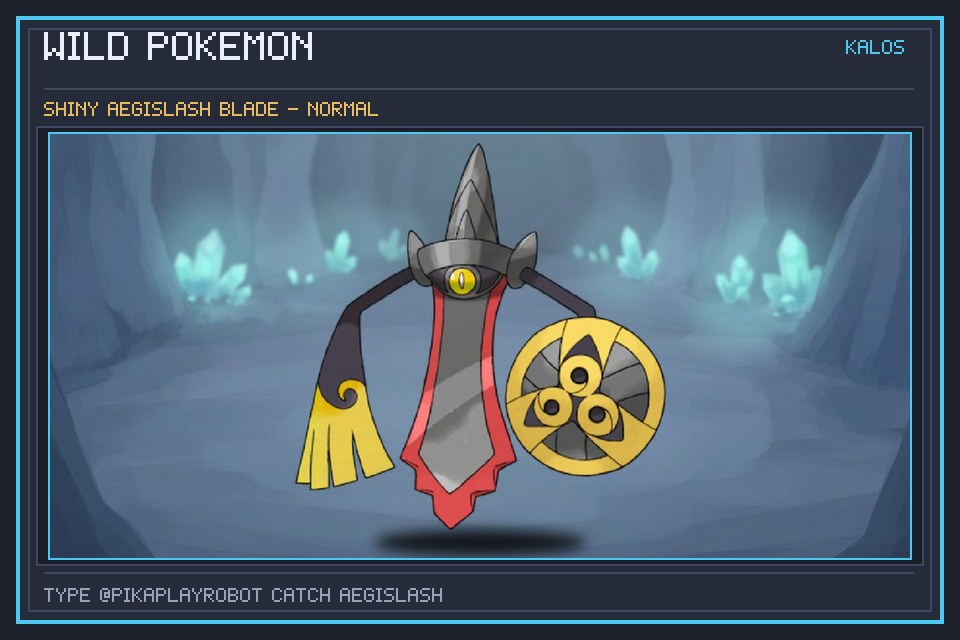 WILD POKEMON
KALOS
SHINY AEGISLASH BLADE - NORMAL
TYPE @PIKAPLAYROBOT CATCH AEGISLASH